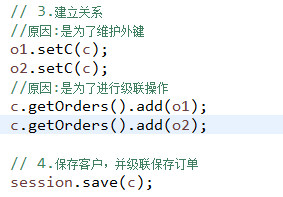 // 3.建立关系
//原因:是为了维护外键
o1.setC(c);
o2.setC(c);
//原因:是为了进行级联操作
c.getOrders().add(o1);
c.getOrders().add(o2);
// 4.保存客户，并级联保存订单
session.save(c);